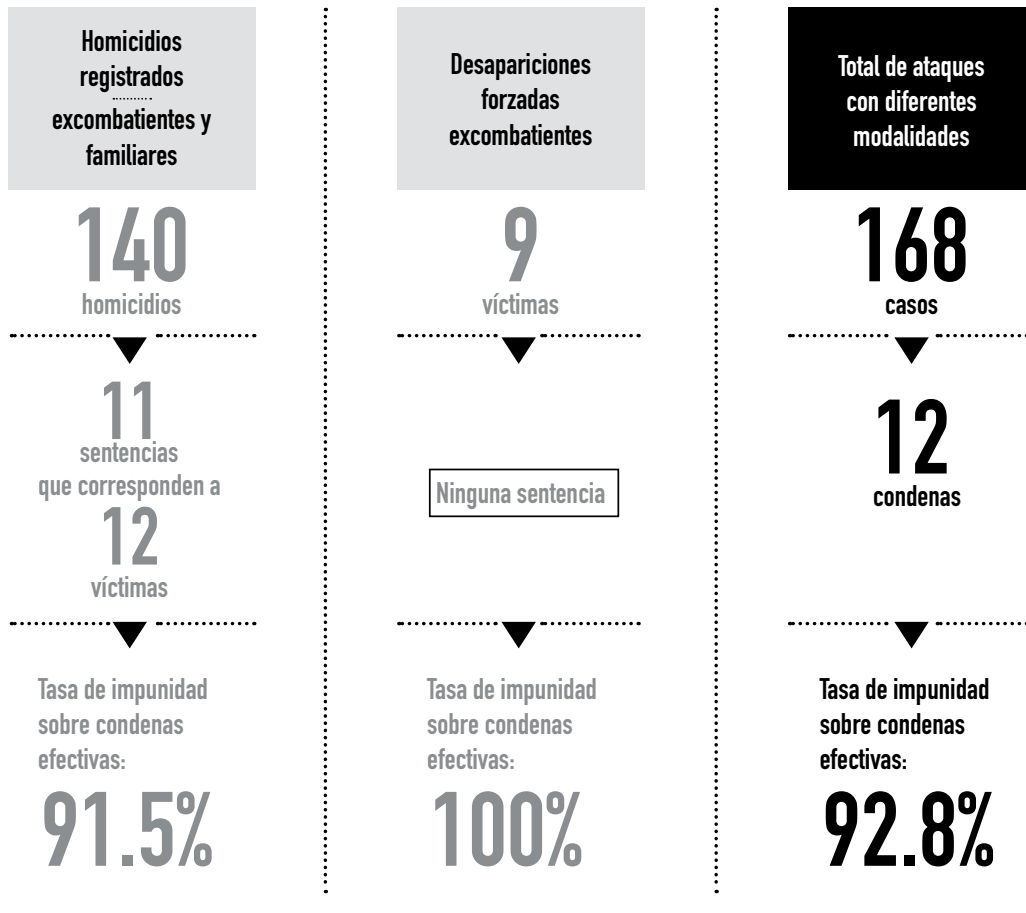 Homicidios
registrados
excombatientes y
familiares
140
homicidios
11
sentencias
que corresponden a
12
víctimas
Tasa de impunidad
sobre condenas
efectivas:
91.5%
Desapariciones
forzadas
excombatientes
9
víctimas
Ninguna sentencia
Tasa de impunidad
sobre condenas
efectivas:
100%
Total de ataques
con diferentes
modalidades
168
casos
12
condenas
Tasa de impunidad
sobre condenas
efectivas:
92.8%